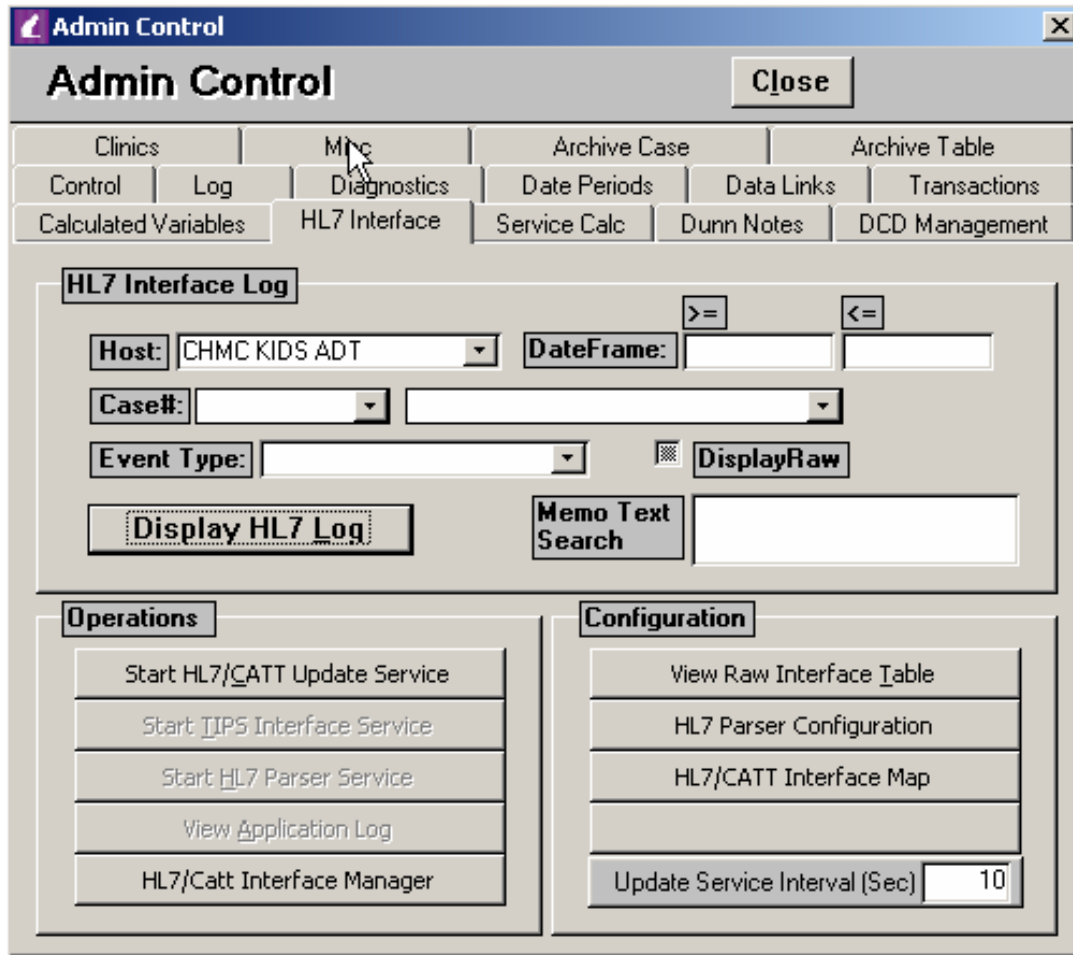 Admin Control
Admin Control
Close
Clinics Misc Archive Case Archive Table
Control Log Diagnostics Date Periods Data Links Transactions
Calculated Variables HL7 Interface Service Calc Dunn Notes DCD Management
HL7 Interface Log
>= <=
Host: CHMC KIDS ADT DateFrame:
Case#:
Event Type: DisplayRaw
Display HL7 Log
Memo Text
Search
Operations
Start HL7/CATT Update Service
Start TIPS Interface Service
Start HL7 Parser Service
View Application Log
HL7/Catt Interface Manager
Configuration
View Raw Interface Table
HL7 Parser Configuration
HL7/CATT Interface Map
Update Service Interval (Sec) 10